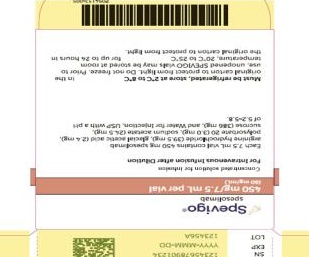 SN 12345678901234
EXP YYYY-MMM-DD
LOT 123456A
Spevigo®
spesolimab
450 mg/7.5 mL per vial
(60 mg/mL)
Concentrated solution for infusion
For Intravenous Infusion After Dilution
Each 7.5 mL vial contains 450 mg spesolimab
arginine hydrochloride (39.5 mg), glacial acetic acid (2.4 mg),
polysorbate 20 (3.0 mg), sodium acetate (24.5 mg),
sucrose (386 mg), and Water for Injection, USP with a pH
of 5.2-5.8.
Must be refrigerated, store at 2°C to 8°C in the
original carton to protect from light. Do not freeze. Prior to
use, unopened SPEVIGO vials may be stored at room
temperature, 20°C to 25°C for up to 24 hours in
the original carton to protect from light.